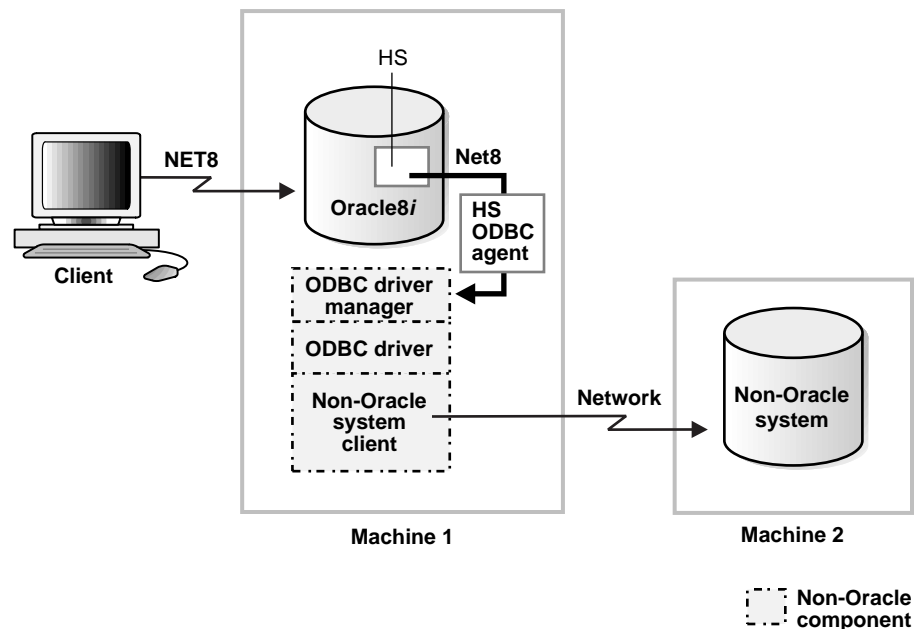 HS
NET8
Net8
Oracle8i
HS
ODBC
agent
Client
ODBC driver
manager
ODBC driver
Non-Oracle
system
client
Network
Non-Oracle
system
Machine 1
Machine 2
Non-Oracle
component